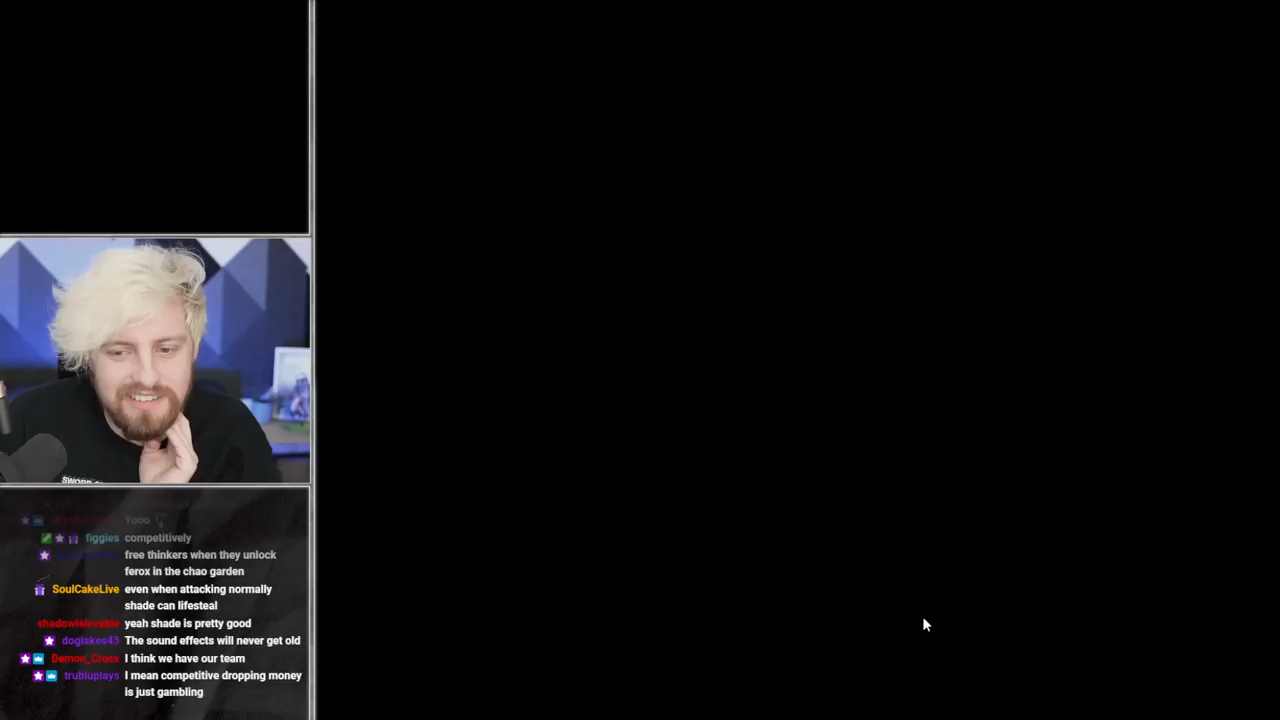 Yooo
figgies competitively
free thinkers when they unlock
ferox in the chao garden
SoulCakeLive even when attacking normally
shade can lifesteal
shadowislovable yeah shade is pretty good
doglakes43 The sound effects will never get old
Demon_Cross I think we have our team
trubluplays I mean competitive dropping money
is just gambling